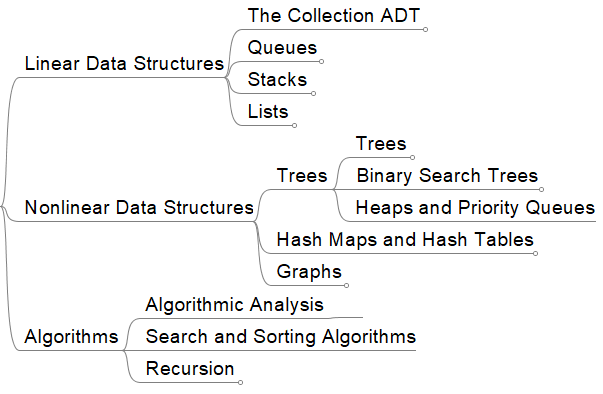 The Collection ADT
Queues
Linear Data Structures
Stacks
Lists
Trees
Trees
Binary Search Trees
Nonlinear Data Structures
Heaps and Priority Queues
Hash Maps and Hash Tables
Graphs
Algorithmic Analysis
Algorithms
Search and Sorting Algorithms
Recursion